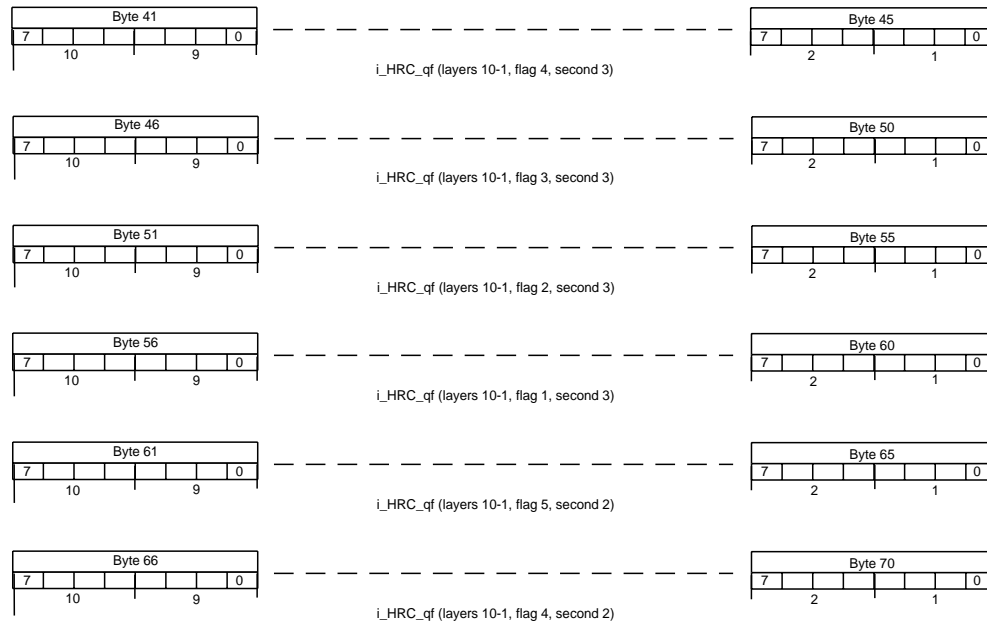 Byte 41 Byte 45
7 0 7 0
10 9 2 1
i_HRC_qf (layers 10-1, flag 4, second 3)
Byte 46 Byte 50
7 0 7 0
10 9 2 1
i_HRC_qf (layers 10-1, flag 3, second 3)
Byte 51 Byte 55
7 0 7 0
10 9 2 1
i_HRC_qf (layers 10-1, flag 2, second 3)
Byte 56 Byte 60
7 0 7 0
10 9 2 1
i_HRC_qf (layers 10-1, flag 1, second 3)
Byte 61 Byte 65
7 0 7 0
10 9 2 1
i_HRC_qf (layers 10-1, flag 5, second 2)
Byte 66 Byte 70
7 0 7 0
10 9 2 1
i_HRC_qf (layers 10-1, flag 4, second 2)